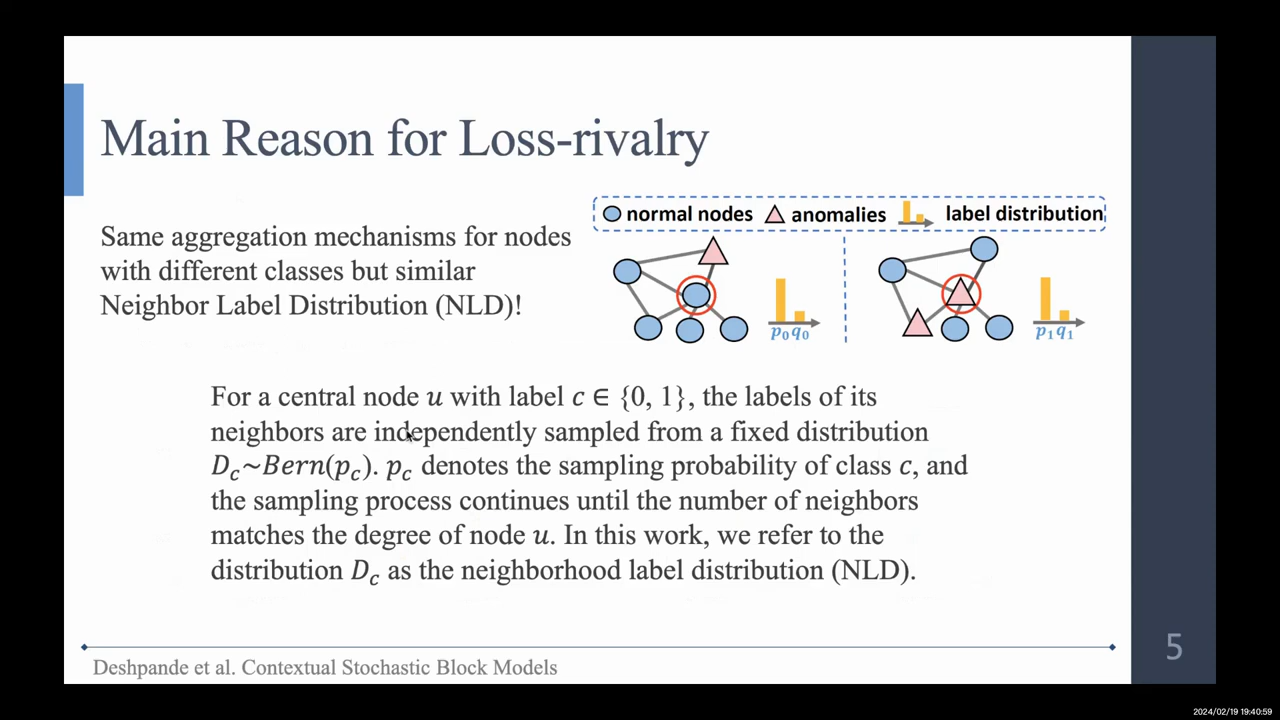 Main Reason for Loss-rivalry
normal nodes anomalies label distribution
Same aggregation mechanisms for nodes
with different classes but similar
Neighbor Label Distribution (NLD)!
p₀ q₀
p₁ q₁
For a central node u with label c ∈ {0, 1}, the labels of its
neighbors are independently sampled from a fixed distribution
D_c~Bern(p_c). p_c denotes the sampling probability of class c, and
the sampling process continues until the number of neighbors
matches the degree of node u. In this work, we refer to the
distribution D_c as the neighborhood label distribution (NLD).
5
Deshpande et al. Contextual Stochastic Block Models
2024/02/19 19:40:59